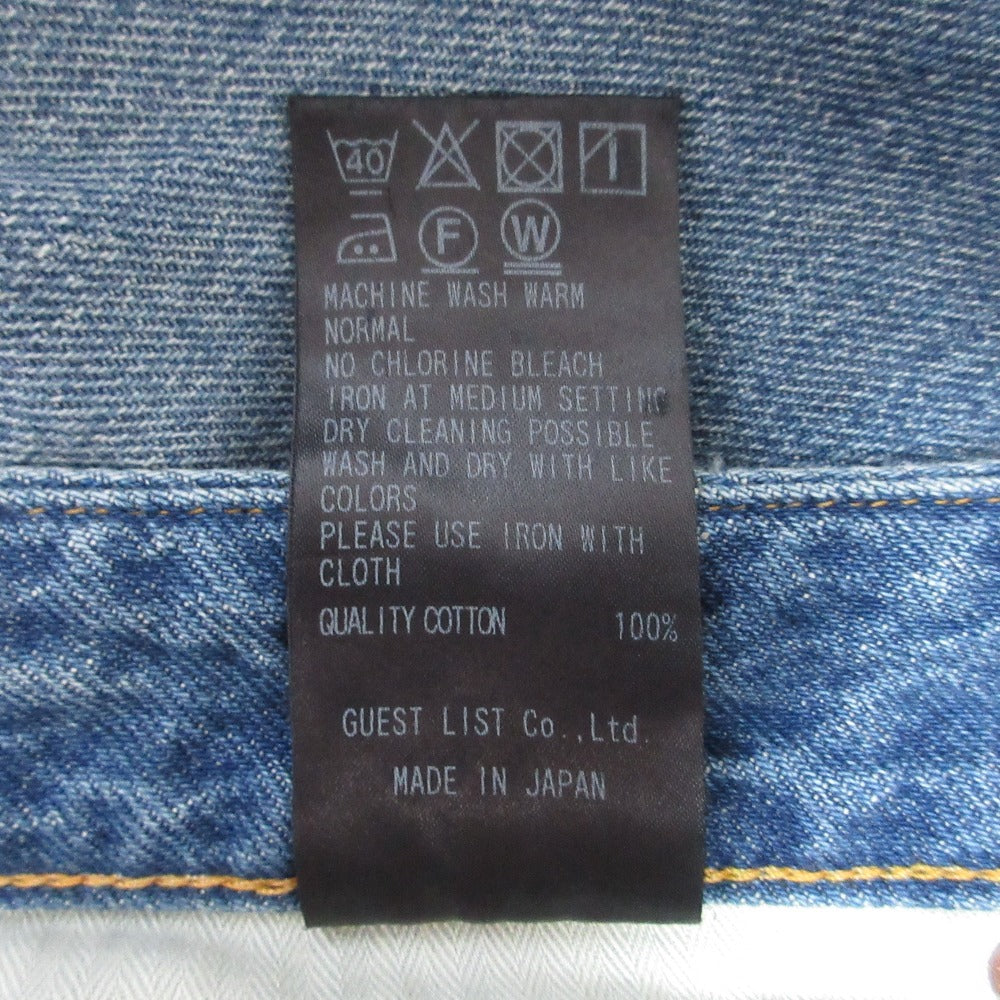 40
F W
MACHINE WASH WARM
NORMAL
NO CHLORINE BLEACH
IRON AT MEDIUM SETTING
DRY CLEANING POSSIBLE
WASH AND DRY WITH LIKE
COLORS
PLEASE USE IRON WITH
CLOTH
QUALITY COTTON 100%
GUEST LIST Co.,Ltd.
MADE IN JAPAN